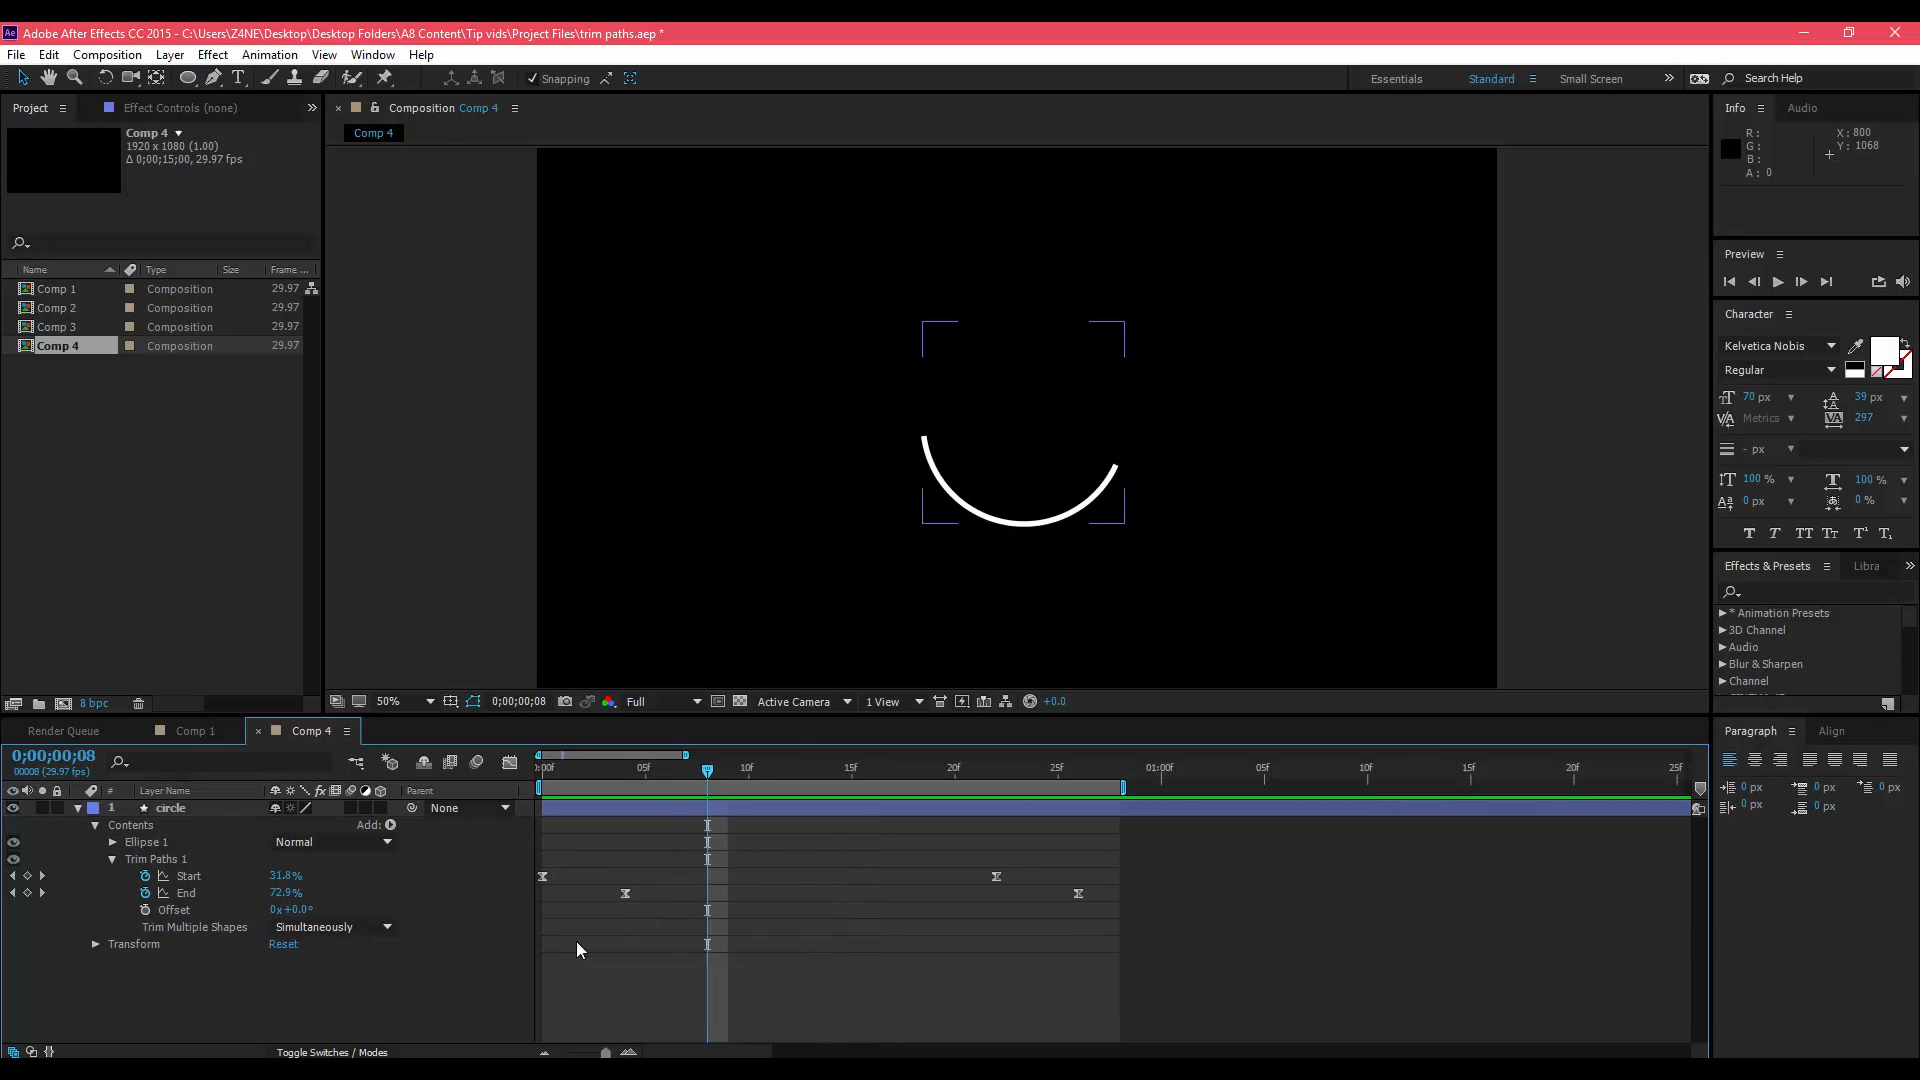 Adobe After Effects CC 2015 - C:\Users\Z4NE\Desktop\Desktop Folders\A8 Content\Tip vids\Project Files\trim paths.aep *
File Edit Composition Layer Effect Animation View Window Help
Snapping
Essentials Standard Small Screen » Search Help
Project Effect Controls (none) »
Composition Comp 4
Info Audio
Comp 4
1920 x 1080 (1.00)
Δ 0;00;15;00, 29.97 fps
Comp 4
R :
G :
B :
A : 0
X : 800
Y : 1068
Preview
Name Type Size Frame ...
Comp 1 Composition 29.97
Comp 2 Composition 29.97
Comp 3 Composition 29.97
Comp 4 Composition 29.97
Character
Kelvetica Nobis
Regular
70 px 39 px
Metrics 297
- px
100 % 100 %
0 px 0 %
Effects & Presets Libra »
* Animation Presets
3D Channel
Audio
Blur & Sharpen
Channel
8 bpc
50% 0;00;00;08 Full Active Camera 1 View +0.0
Render Queue Comp 1 Comp 4
Paragraph Align
0 px 0 px 0 px
0 px 0 px
0;00;00;08
00008 (29.97 fps)
0:00f 05f 10f 15f 20f 25f 01:00f 05f 10f 15f 20f 25f
# Layer Name Parent
1 circle None
Contents Add:
Ellipse 1 Normal
Trim Paths 1
Start 31.8%
End 72.9%
Offset 0x+0.0°
Trim Multiple Shapes Simultaneously
Transform Reset
Toggle Switches / Modes